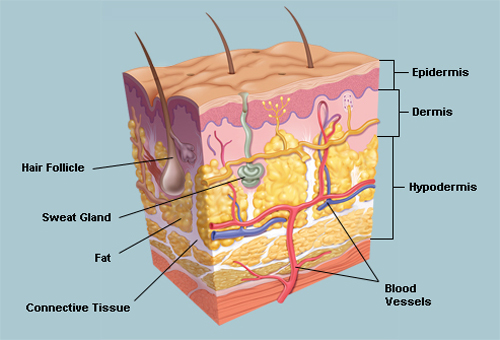 Epidermis
Dermis
Hair Follicle
Hypodermis
Sweat Gland
Fat
Connective Tissue
Blood
Vessels